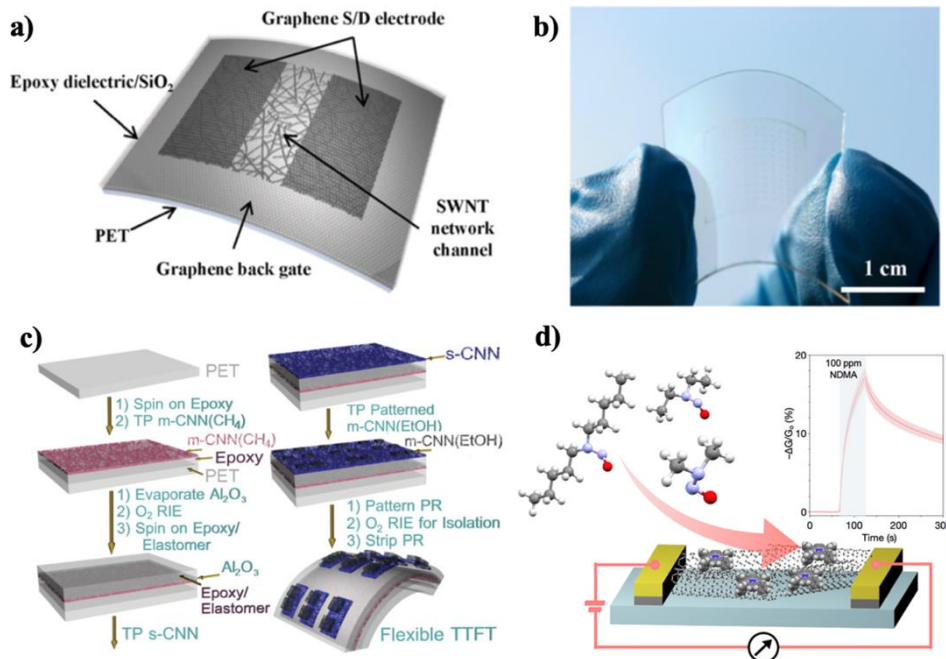 a)
Graphene S/D electrode
Epoxy dielectric/SiO₂
PET
Graphene back gate
SWNT
network
channel
b)
1 cm
c)
PET
1) Spin on Epoxy
2) TP m-CNN(CH₄)
m-CNN(CH₄)
Epoxy
PET
1) Evaporate Al₂O₃
2) O₂ RIE
3) Spin on Epoxy/
Elastomer
Al₂O₃
Epoxy/
Elastomer
TP s-CNN
s-CNN
TP Patterned
m-CNN(EtOH)
m-CNN(EtOH)
1) Pattern PR
2) O₂ RIE for Isolation
3) Strip PR
Flexible TTFT
d)
100 ppm
NDMA
−ΔG/G₀ (%)
20
10
0
0 100 200 300
Time (s)